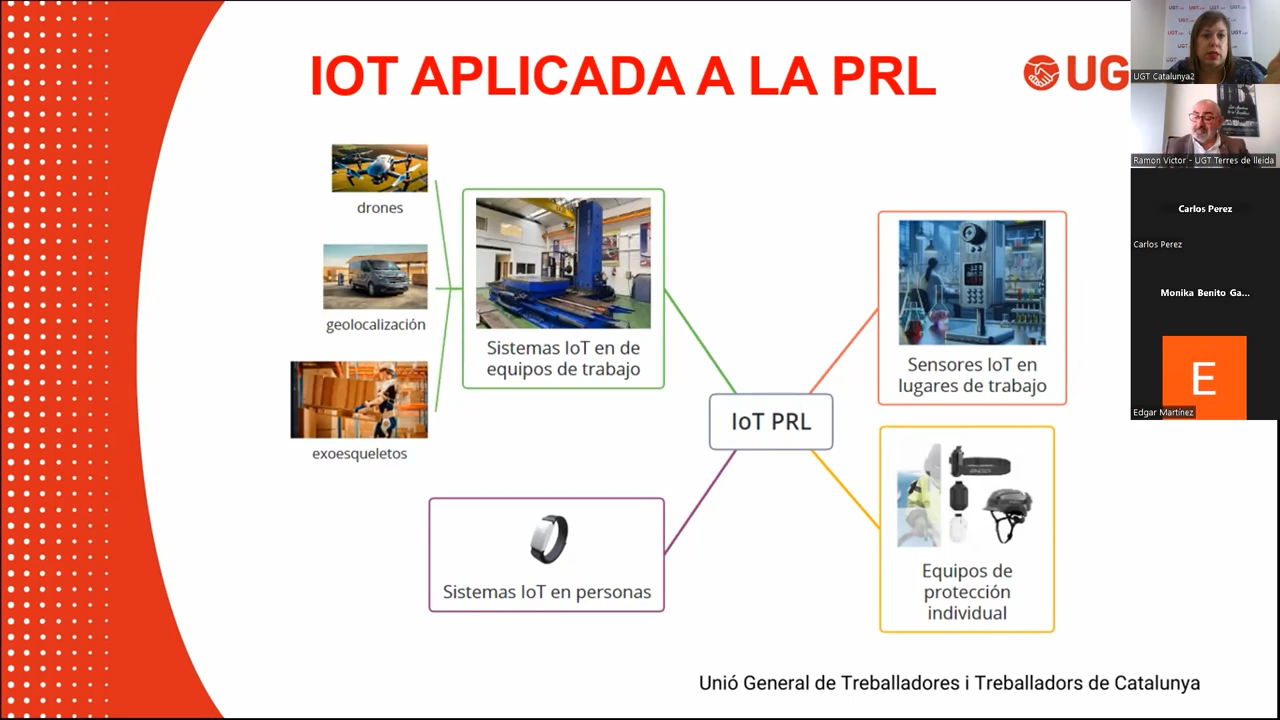 IOT APLICADA A LA PRL
UG
drones
geolocalización
exoesqueletos
Sistemas IoT en de
equipos de trabajo
Sensores IoT en
lugares de trabajo
IoT PRL
Sistemas IoT en personas
Equipos de
protección
individual
Unió General de Treballadores i Treballadors de Catalunya
UGT Catalunya2
Ramon Victor - UGT Terres de lleida
Carlos Perez
Carlos Perez
Monika Benito Ga...
E
Edgar Martínez